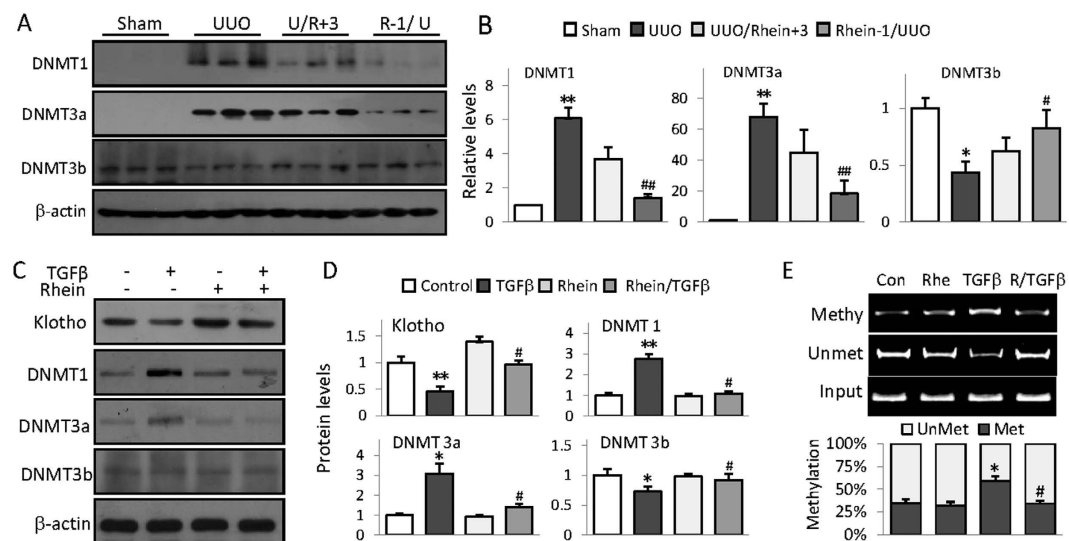 A
Sham UUO U/R+3 R-1/ U
DNMT1
DNMT3a
DNMT3b
β-actin
B
Sham UUO UUO/Rhein+3 Rhein-1/UUO
Relative levels
DNMT1
8
6
4
2
0
**
##
DNMT3a
80
60
40
20
0
**
##
DNMT3b
1
0.5
0
*
#
C
TGFβ - + - +
Rhein - - + +
Klotho
DNMT1
DNMT3a
DNMT3b
β-actin
D
Control TGFβ Rhein Rhein/TGFβ
Protein levels
Klotho
1.5
1
0.5
0
**
#
DNMT 1
4
3
2
1
0
**
#
DNMT 3a
4
3
2
1
0
*
#
DNMT 3b
1.5
1
0.5
0
*
#
E
Con Rhe TGFβ R/TGFβ
Methy
Unmet
Input
UnMet Met
Methylation
100%
75%
50%
25%
0%
*
#